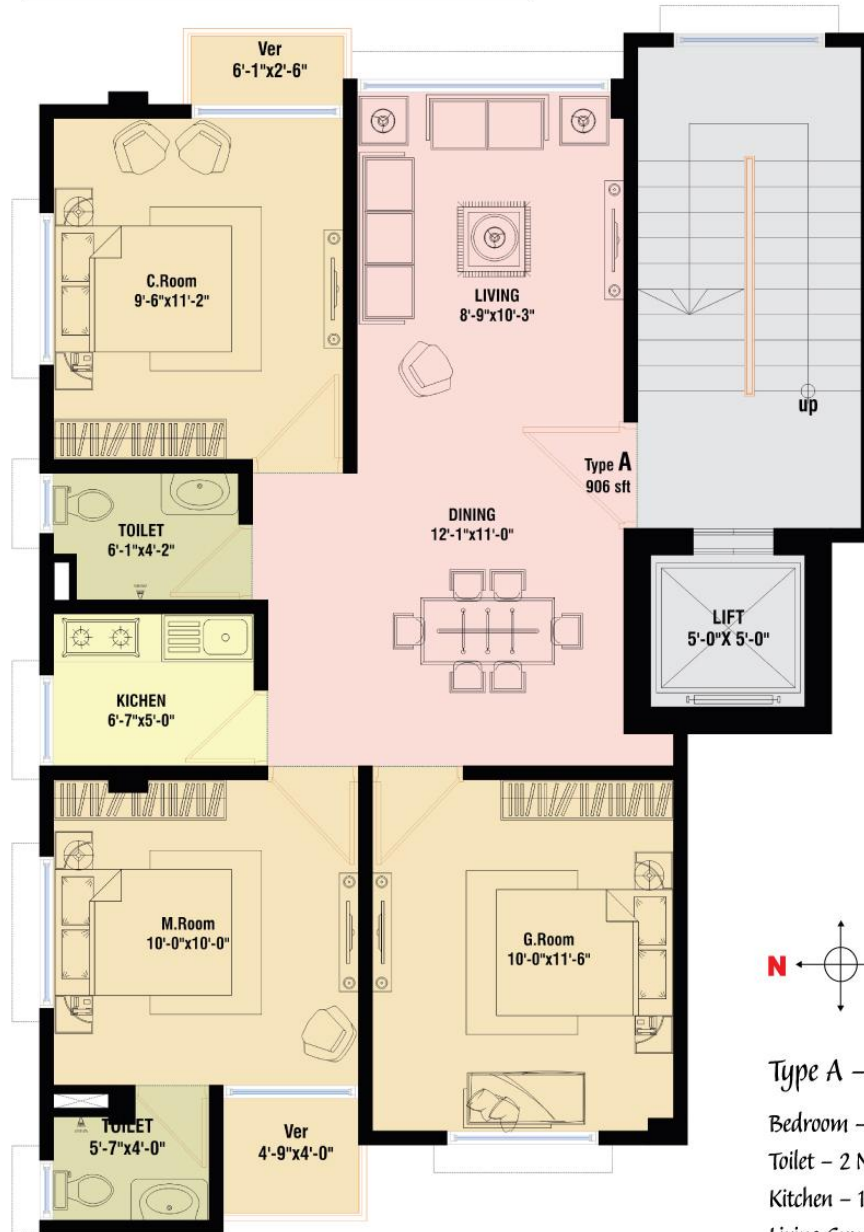 Ver
6'-1"x2'-6"
C.Room
9'-6"x11'-2"
LIVING
8'-9"x10'-3"
up
Type A
906 sft
TOILET
6'-1"x4'-2"
DINING
12'-1"x11'-0"
LIFT
5'-0"X 5'-0"
KICHEN
6'-7"x5'-0"
M.Room
10'-0"x10'-0"
G.Room
10'-0"x11'-6"
N
TOILET
5'-7"x4'-0"
Ver
4'-9"x4'-0"
Type A –
Bedroom –
Toilet – 2 N
Kitchen – 1